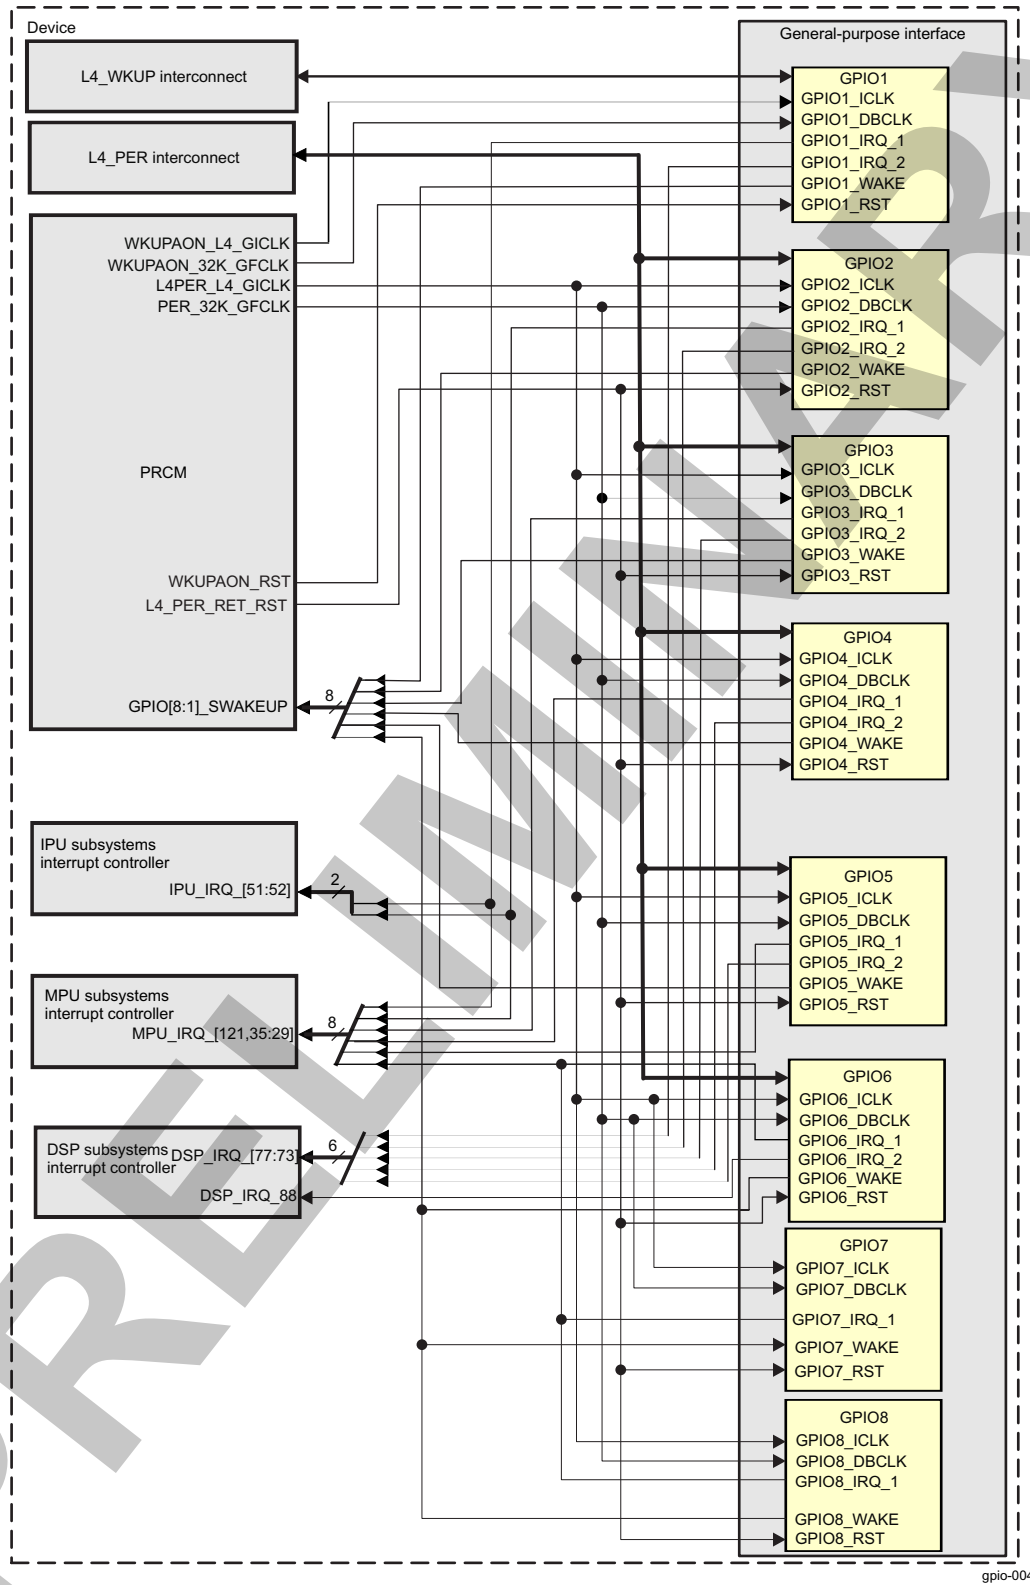 Device
General-purpose interface
L4_WKUP interconnect
L4_PER interconnect
WKUPAON_L4_GICLK
WKUPAON_32K_GFCLK
L4PER_L4_GICLK
PER_32K_GFCLK
PRCM
WKUPAON_RST
L4_PER_RET_RST
GPIO[8:1]_SWAKEUP
8
IPU subsystems
interrupt controller
IPU_IRQ_[51:52]
2
MPU subsystems
interrupt controller
MPU_IRQ_[121,35:29]
8
DSP subsystems
interrupt controller
DSP_IRQ_[77:73]
6
DSP_IRQ_88
GPIO1
GPIO1_ICLK
GPIO1_DBCLK
GPIO1_IRQ_1
GPIO1_IRQ_2
GPIO1_WAKE
GPIO1_RST
GPIO2
GPIO2_ICLK
GPIO2_DBCLK
GPIO2_IRQ_1
GPIO2_IRQ_2
GPIO2_WAKE
GPIO2_RST
GPIO3
GPIO3_ICLK
GPIO3_DBCLK
GPIO3_IRQ_1
GPIO3_IRQ_2
GPIO3_WAKE
GPIO3_RST
GPIO4
GPIO4_ICLK
GPIO4_DBCLK
GPIO4_IRQ_1
GPIO4_IRQ_2
GPIO4_WAKE
GPIO4_RST
GPIO5
GPIO5_ICLK
GPIO5_DBCLK
GPIO5_IRQ_1
GPIO5_IRQ_2
GPIO5_WAKE
GPIO5_RST
GPIO6
GPIO6_ICLK
GPIO6_DBCLK
GPIO6_IRQ_1
GPIO6_IRQ_2
GPIO6_WAKE
GPIO6_RST
GPIO7
GPIO7_ICLK
GPIO7_DBCLK
GPIO7_IRQ_1
GPIO7_WAKE
GPIO7_RST
GPIO8
GPIO8_ICLK
GPIO8_DBCLK
GPIO8_IRQ_1
GPIO8_WAKE
GPIO8_RST
gpio-004
PRELIMINARY